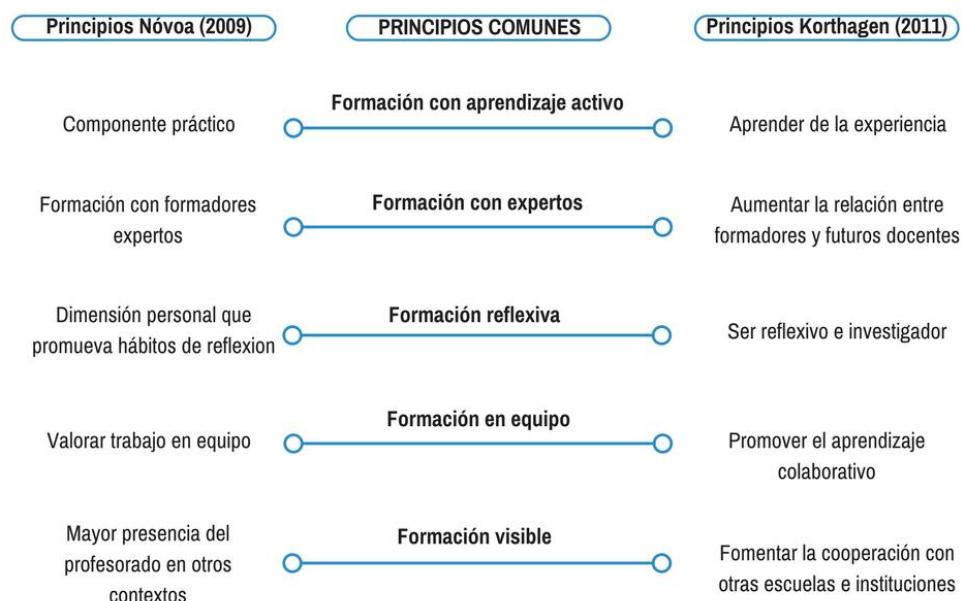 Principios Nóvoa (2009)
PRINCIPIOS COMUNES
Principios Korthagen (2011)
Componente práctico
Formación con aprendizaje activo
Aprender de la experiencia
Formación con formadores
expertos
Formación con expertos
Aumentar la relación entre
formadores y futuros docentes
Dimensión personal que
promueva hábitos de reflexion
Formación reflexiva
Ser reflexivo e investigador
Valorar trabajo en equipo
Formación en equipo
Promover el aprendizaje
colaborativo
Mayor presencia del
profesorado en otros
contextos
Formación visible
Fomentar la cooperación con
otras escuelas e instituciones